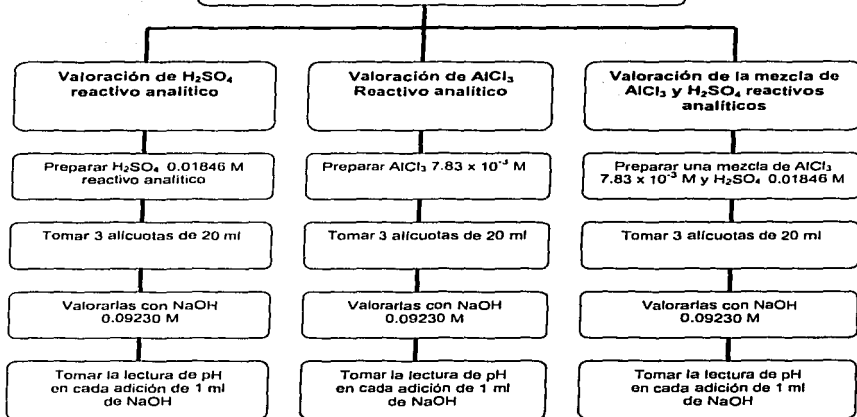 Valoración de H₂SO₄
reactivo analítico
Preparar H₂SO₄ 0.01846 M
reactivo analítico
Tomar 3 alícuotas de 20 ml
Valorarlas con NaOH
0.09230 M
Tomar la lectura de pH
en cada adición de 1 ml
de NaOH
Valoración de AlCl₃
Reactivo analítico
Preparar AlCl₃ 7.83 x 10⁻³ M
Tomar 3 alícuotas de 20 ml
Valorarlas con NaOH
0.09230 M
Tomar la lectura de pH
en cada adición de 1 ml
de NaOH
Valoración de la mezcla de
AlCl₃ y H₂SO₄ reactivos
analíticos
Preparar una mezcla de AlCl₃
7.83 x 10⁻³ M y H₂SO₄ 0.01846 M
Tomar 3 alícuotas de 20 ml
Valorarlas con NaOH
0.09230 M
Tomar la lectura de pH
en cada adición de 1 ml
de NaOH